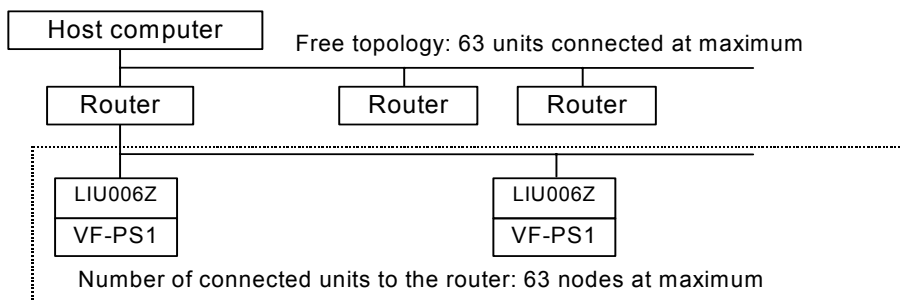 Host computer
Free topology: 63 units connected at maximum
Router
Router
Router
LIU006Z
LIU006Z
VF-PS1
VF-PS1
Number of connected units to the router: 63 nodes at maximum